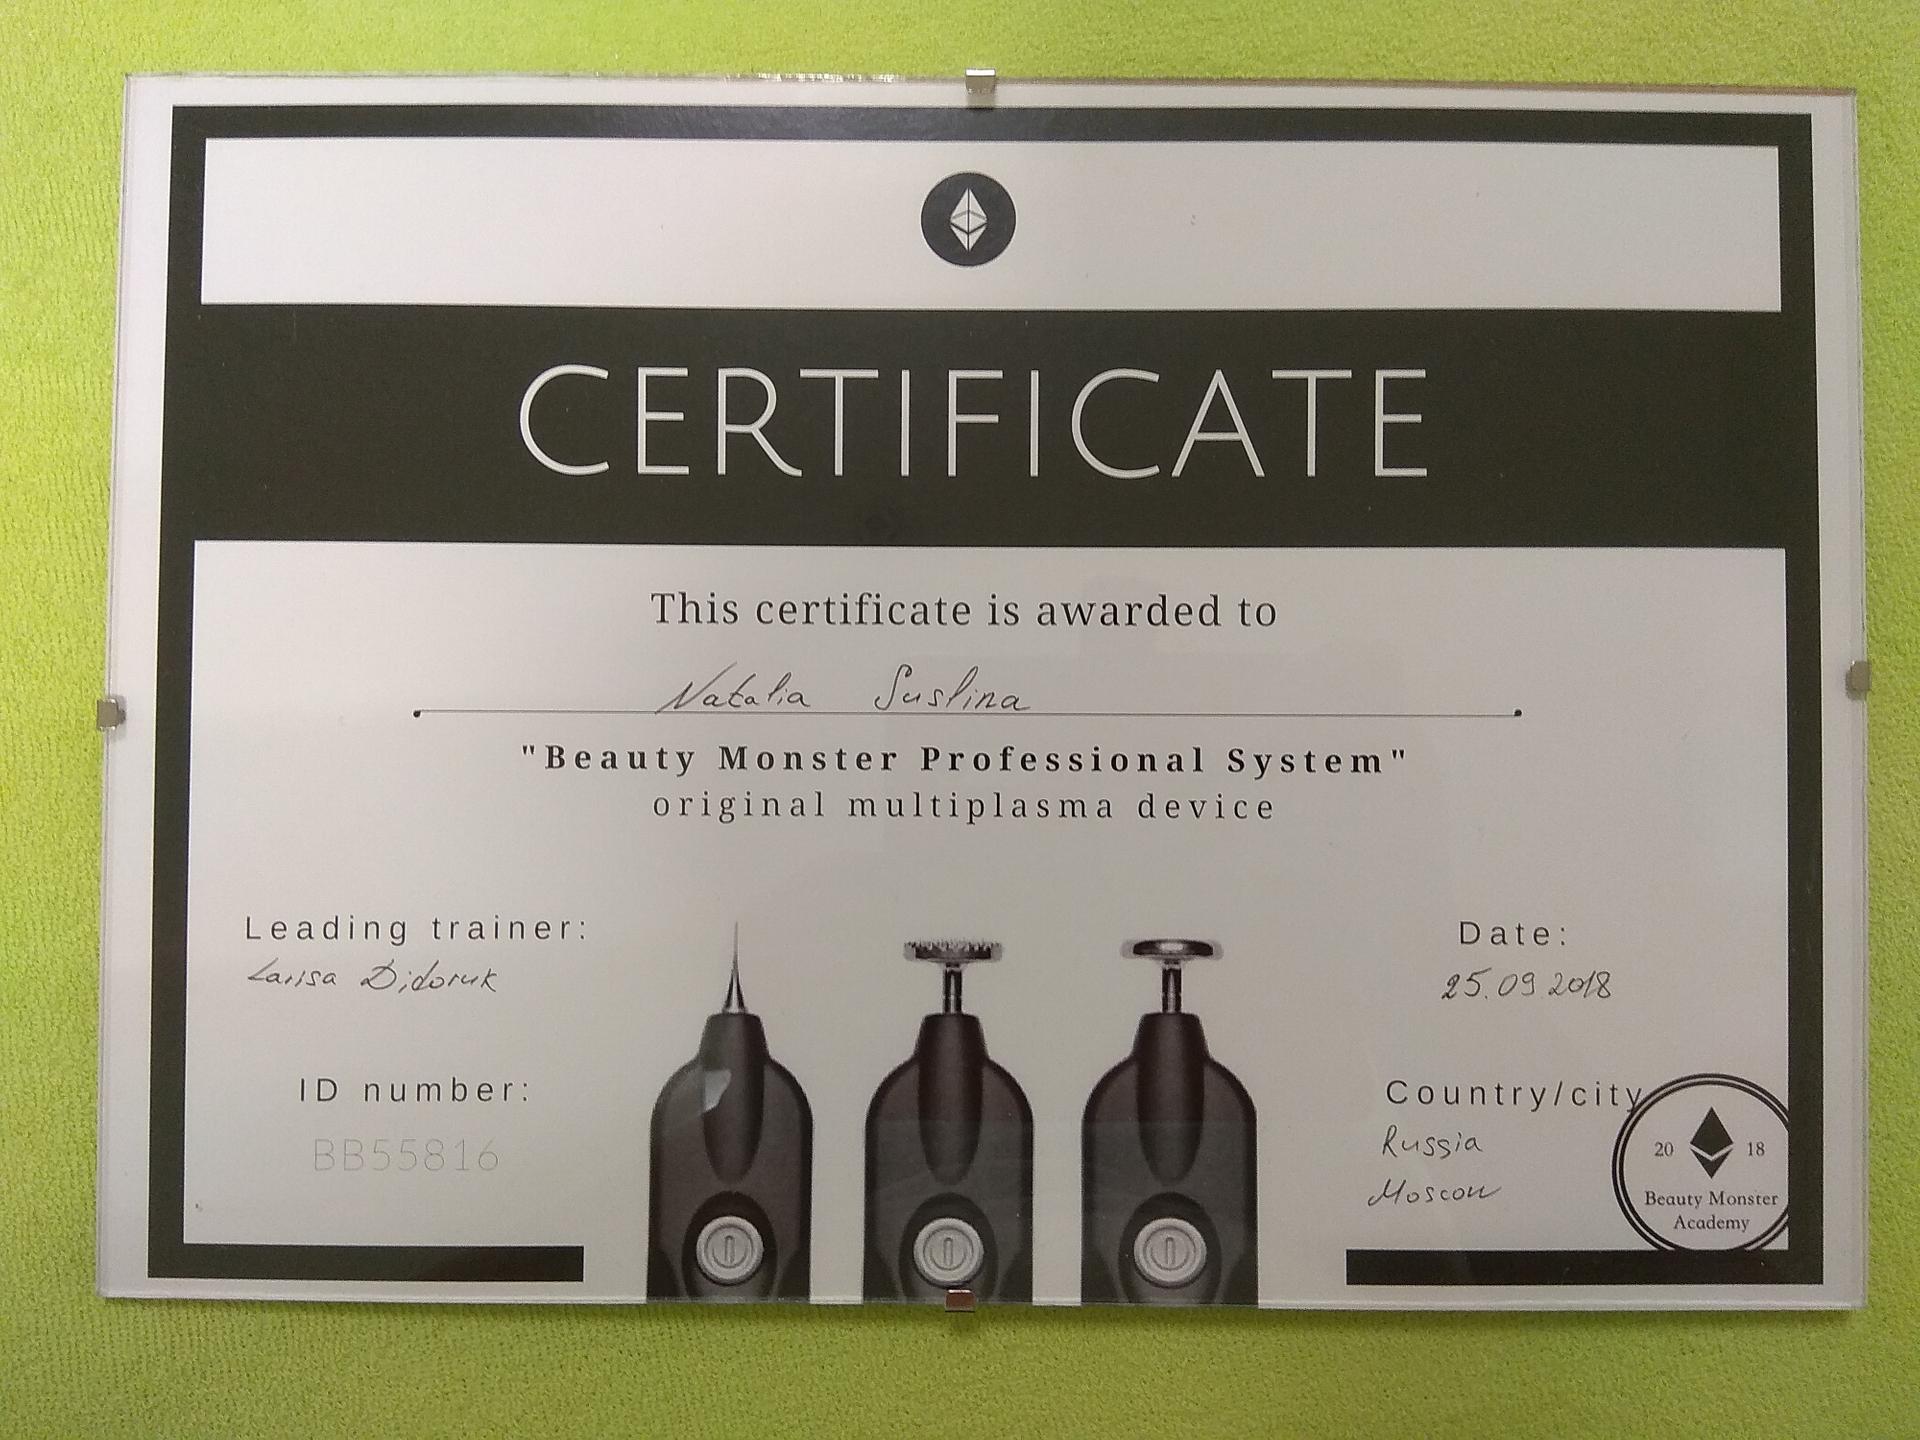 CERTIFICATE
This certificate is awarded to
Natalia Suslina
"Beauty Monster Professional System"
original multiplasma device
Leading trainer:
Larisa Didoruk
ID number:
BB55816
Date:
25.09.2018
Country/city
Russia
Moscow
20 18
Beauty Monster
Academy